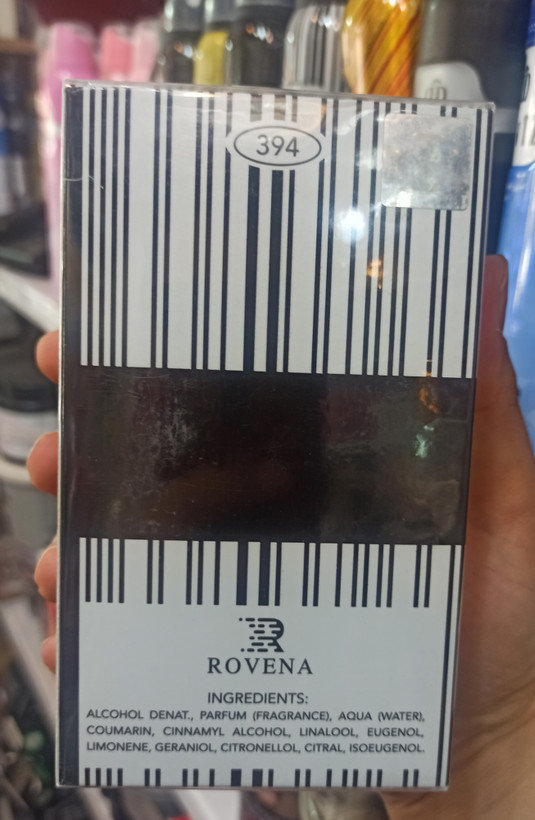 394
ROVENA
INGREDIENTS:
ALCOHOL DENAT., PARFUM (FRAGRANCE), AQUA (WATER),
COUMARIN, CINNAMYL ALCOHOL, LINALOOL, EUGENOL,
LIMONENE, GERANIOL, CITRONELLOL, CITRAL, ISOEUGENOL.